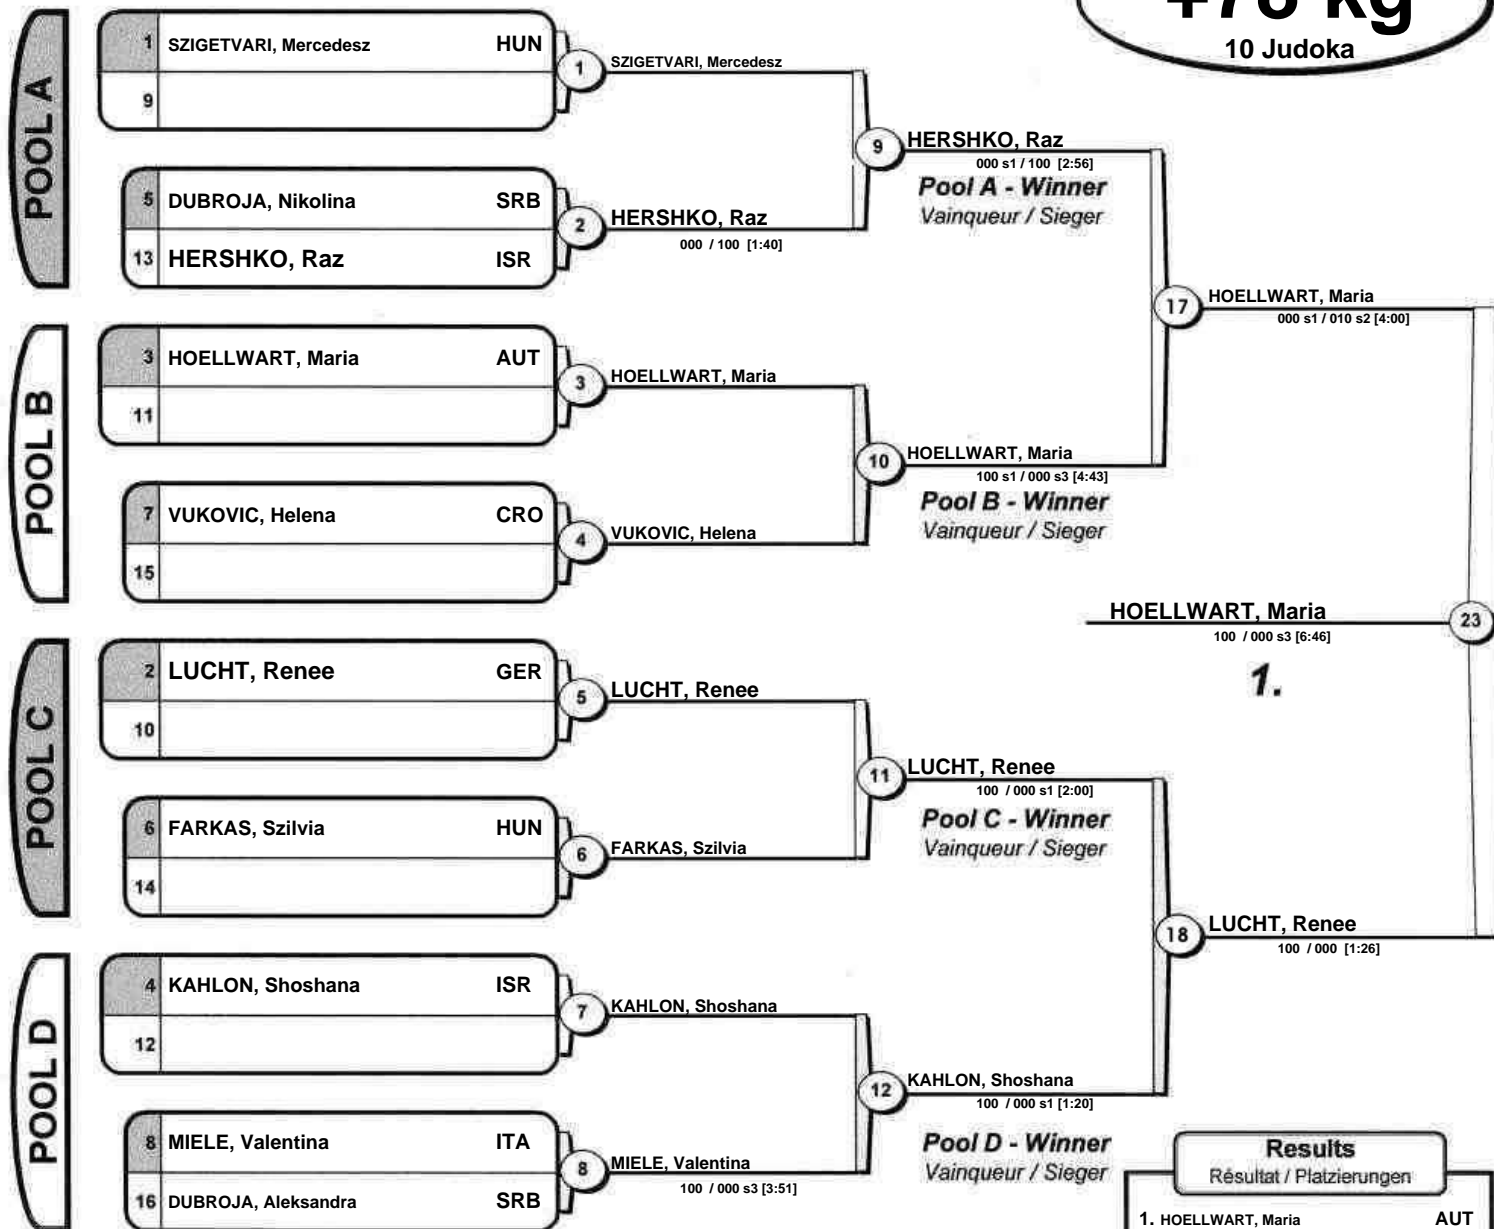 +78 kg
10 Judoka
POOL A
1 SZIGETVARI, Mercedesz HUN
9
1 SZIGETVARI, Mercedesz
5 DUBROJA, Nikolina SRB
13 HERSHKO, Raz ISR
2 HERSHKO, Raz
000 / 100 [1:40]
9 HERSHKO, Raz
000 s1 / 100 [2:56]
Pool A - Winner
Vainqueur / Sieger
POOL B
3 HOELLWART, Maria AUT
11
3 HOELLWART, Maria
7 VUKOVIC, Helena CRO
15
4 VUKOVIC, Helena
10 HOELLWART, Maria
100 s1 / 000 s3 [4:43]
Pool B - Winner
Vainqueur / Sieger
17 HOELLWART, Maria
000 s1 / 010 s2 [4:00]
HOELLWART, Maria 23
100 / 000 s3 [6:46]
1.
POOL C
2 LUCHT, Renee GER
10
5 LUCHT, Renee
6 FARKAS, Szilvia HUN
14
6 FARKAS, Szilvia
11 LUCHT, Renee
100 / 000 s1 [2:00]
Pool C - Winner
Vainqueur / Sieger
18 LUCHT, Renee
100 / 000 [1:26]
POOL D
4 KAHLON, Shoshana ISR
12
7 KAHLON, Shoshana
8 MIELE, Valentina ITA
16 DUBROJA, Aleksandra SRB
8 MIELE, Valentina
100 / 000 s3 [3:51]
12 KAHLON, Shoshana
100 / 000 s1 [1:20]
Pool D - Winner
Vainqueur / Sieger
Results
Résultat / Platzierungen
1. HOELLWART, Maria AUT